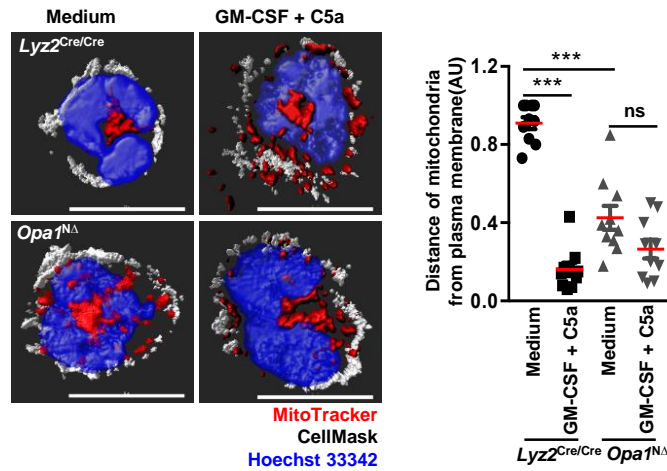 Medium GM-CSF + C5a
Lyz2Cre/Cre
Opa1NΔ
MitoTracker
CellMask
Hoechst 33342
Distance of mitochondria
from plasma membrane(AU)
1.2
0.8
0.4
0.0
***
***
ns
Medium
GM-CSF + C5a
Medium
GM-CSF + C5a
Lyz2Cre/Cre Opa1NΔ